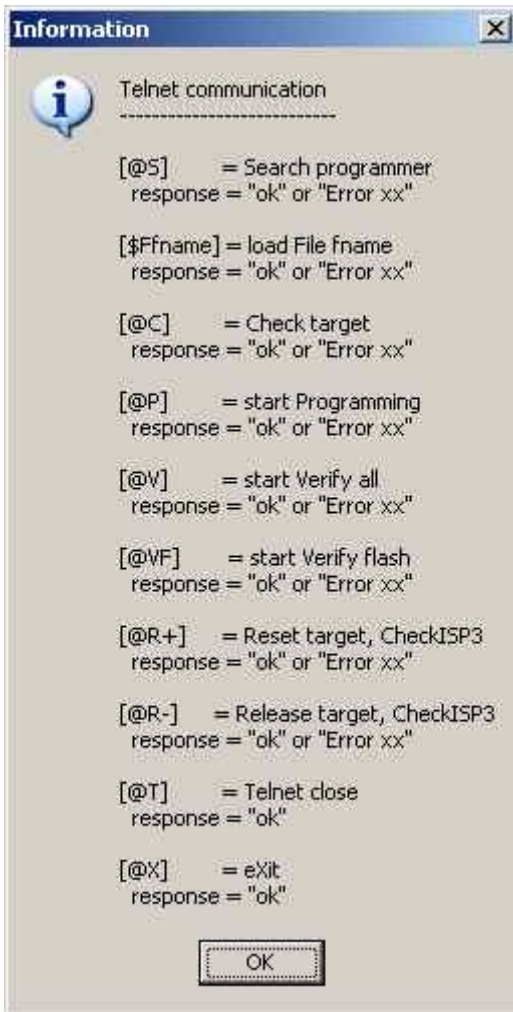 Information
Telnet communication
---------------------------
[@S] = Search programmer
response = "ok" or "Error xx"
[$Ffname] = load File fname
response = "ok" or "Error xx"
[@C] = Check target
response = "ok" or "Error xx"
[@P] = start Programming
response = "ok" or "Error xx"
[@V] = start Verify all
response = "ok" or "Error xx"
[@VF] = start Verify flash
response = "ok" or "Error xx"
[@R+] = Reset target, CheckISP3
response = "ok" or "Error xx"
[@R-] = Release target, CheckISP3
response = "ok" or "Error xx"
[@T] = Telnet close
response = "ok"
[@X] = eXit
response = "ok"
OK